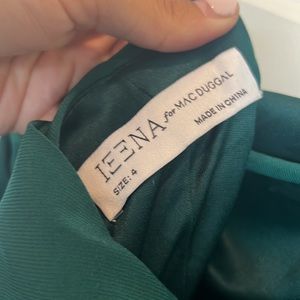 IEENA for MAC DUGGAL
MADE IN CHINA
SIZE: 4